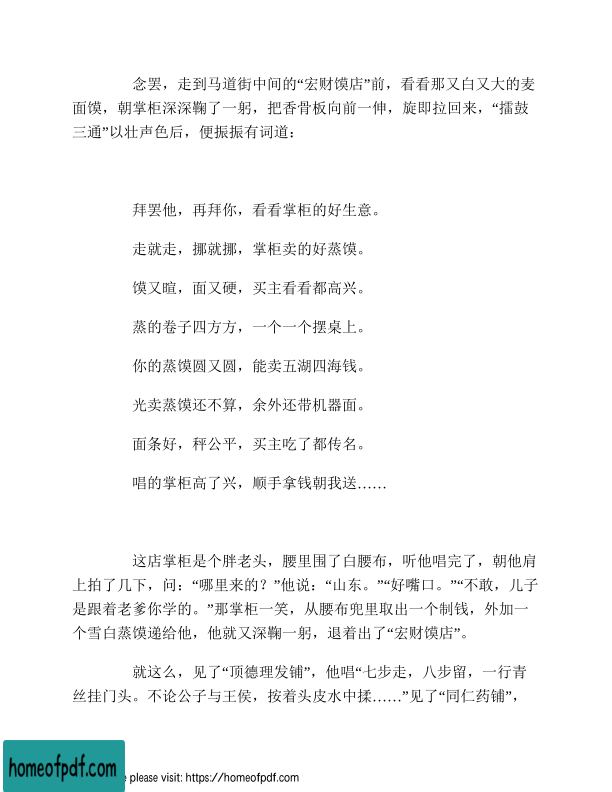 念罢，走到马道街中间的“宏财馍店”前，看看那又白又大的麦
面馍，朝掌柜深深鞠了一躬，把香骨板向前一伸，旋即拉回来，“擂鼓
三通”以壮声色后，便振振有词道：
拜罢他，再拜你，看看掌柜的好生意。
走就走，挪就挪，掌柜卖的好蒸馍。
馍又暄，面又硬，买主看看都高兴。
蒸的卷子四方方，一个一个摆桌上。
你的蒸馍圆又圆，能卖五湖四海钱。
光卖蒸馍还不算，余外还带机器面。
面条好，秤公平，买主吃了都传名。
唱的掌柜高了兴，顺手拿钱朝我送……
这店掌柜是个胖老头，腰里围了白腰布，听他唱完了，朝他肩
上拍了几下，问：“哪里来的？”他说：“山东。”“好嘴口。”“不敢，儿子
是跟着老爹你学的。”那掌柜一笑，从腰布兜里取出一个制钱，外加一
个雪白蒸馍递给他，他就又深鞠一躬，退着出了“宏财馍店”。
就这么，见了“顶德理发铺”，他唱“七步走，八步留，一行青
丝挂门头。不论公子与王侯，按着头皮水中揉……”见了“同仁药铺”，
homeofpdf.com
e please visit: https://homeofpdf.com